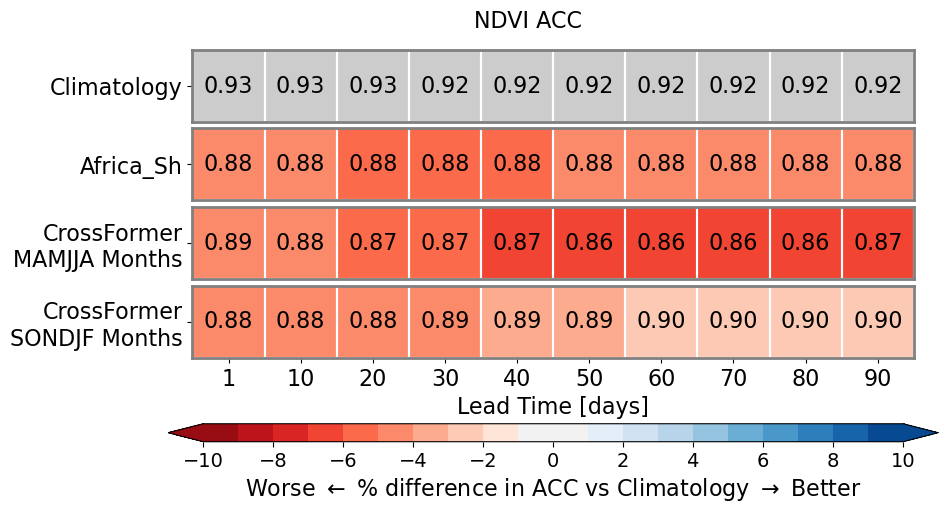 NDVI ACC
Climatology 0.93 0.93 0.93 0.92 0.92 0.92 0.92 0.92 0.92 0.92
Africa_Sh 0.88 0.88 0.88 0.88 0.88 0.88 0.88 0.88 0.88 0.88
CrossFormer
MAMJJA Months 0.89 0.88 0.87 0.87 0.87 0.86 0.86 0.86 0.86 0.87
CrossFormer
SONDJF Months 0.88 0.88 0.88 0.89 0.89 0.89 0.90 0.90 0.90 0.90
1 10 20 30 40 50 60 70 80 90
Lead Time [days]
−10 −8 −6 −4 −2 0 2 4 6 8 10
Worse ← % difference in ACC vs Climatology → Better